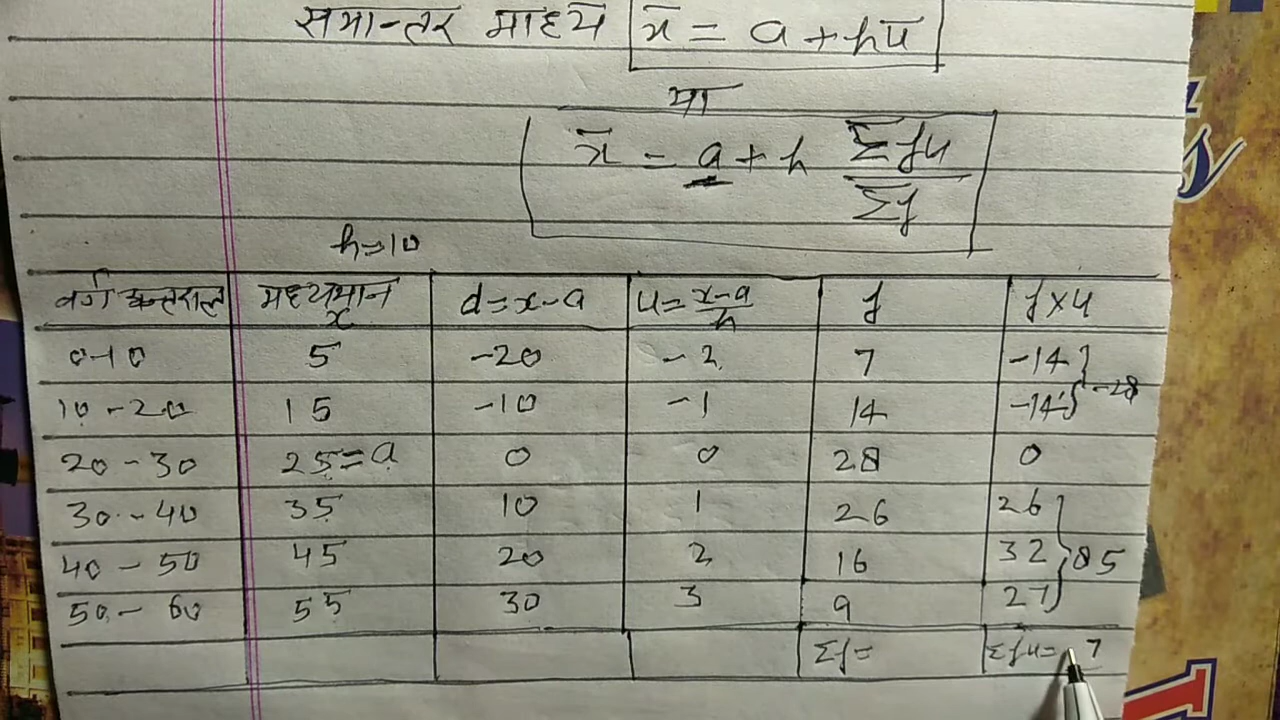 समान्तर माध्य x̄ = a + hū
या
x̄ = a + h Σfu / Σf
h=10
वर्ग अन्तराल मध्यमान x d=x-a u=x-a/h f f×u
0-10 5 -20 -2 7 -14
10-20 15 -10 -1 14 -14 } -28
20-30 25=a 0 0 28 0
30-40 35 10 1 26 26
40-50 45 20 2 16 32 } 85
50-60 55 30 3 9 27
Σf= Σfu= 7